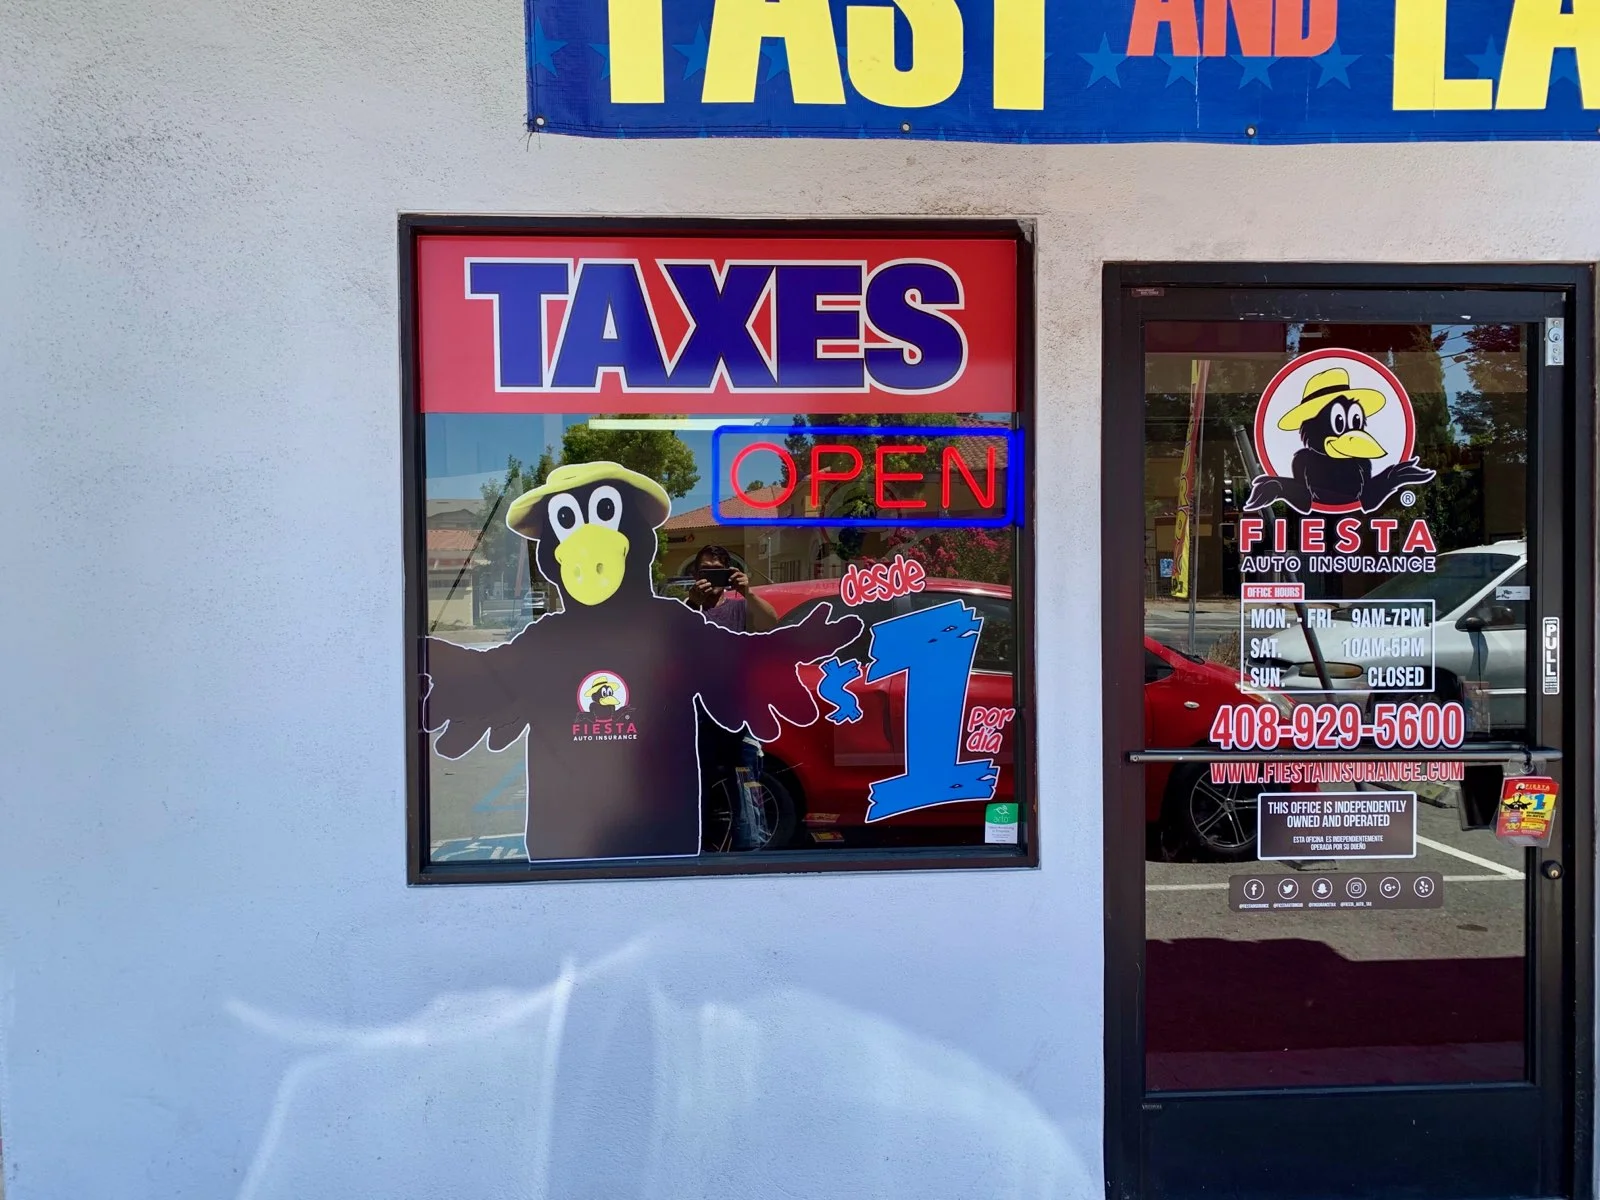 FAST AND
TAXES
OPEN
desde
$1
por
día
FIESTA
AUTO INSURANCE
®
FIESTA
AUTO INSURANCE
OFFICE HOURS
MON. - FRI. 9AM-7PM
SAT. 10AM-5PM
SUN. CLOSED
408-929-5600
WWW.FIESTAINSURANCE.COM
THIS OFFICE IS INDEPENDENTLY
OWNED AND OPERATED
ESTA OFICINA ES INDEPENDIENTEMENTE
OPERADA POR SU DUEÑO
PULL
FIESTA
$1